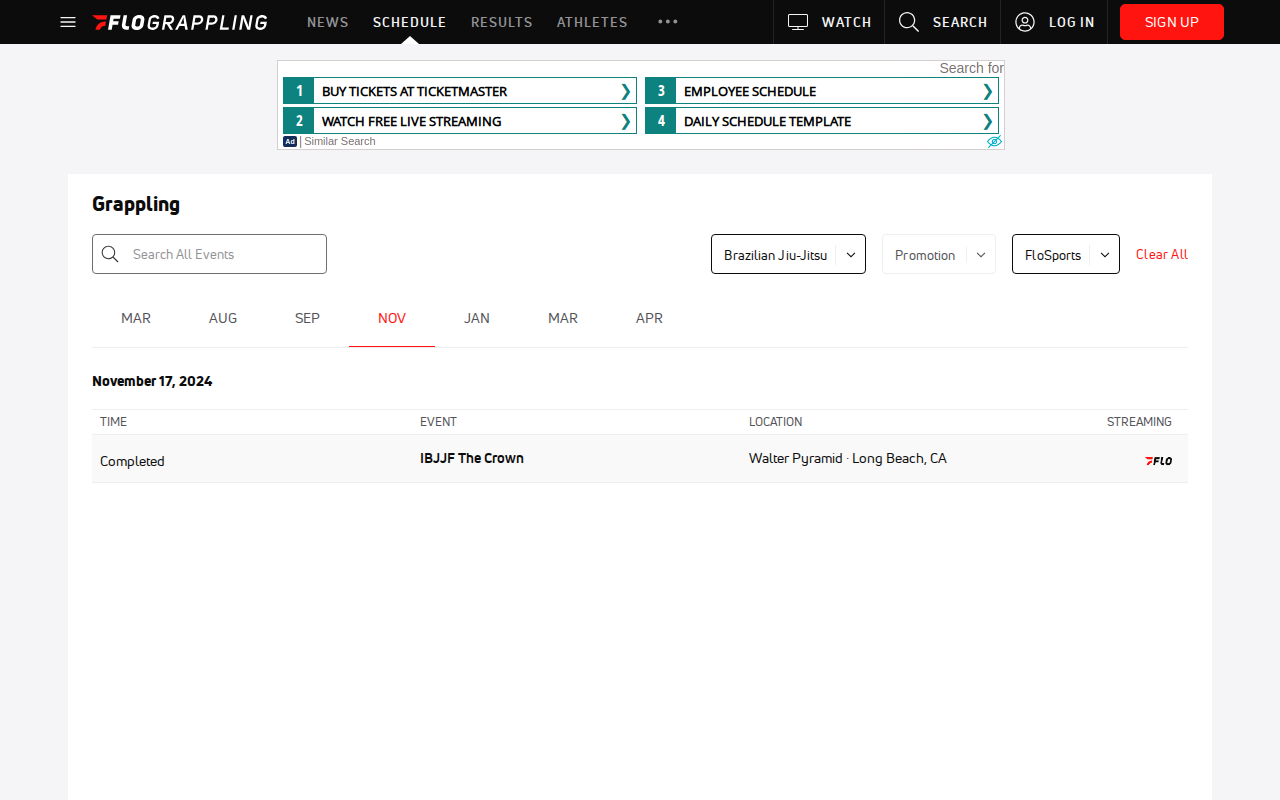 FLOGRAPPLING NEWS SCHEDULE RESULTS ATHLETES WATCH SEARCH LOG IN SIGN UP
Search for
1 BUY TICKETS AT TICKETMASTER ❯ 3 EMPLOYEE SCHEDULE ❯
2 WATCH FREE LIVE STREAMING ❯ 4 DAILY SCHEDULE TEMPLATE ❯
Ad | Similar Search
Grappling
Search All Events Brazilian Jiu-Jitsu Promotion FloSports Clear All
MAR AUG SEP NOV JAN MAR APR
November 17, 2024
TIME EVENT LOCATION STREAMING
Completed IBJJF The Crown Walter Pyramid · Long Beach, CA FLO